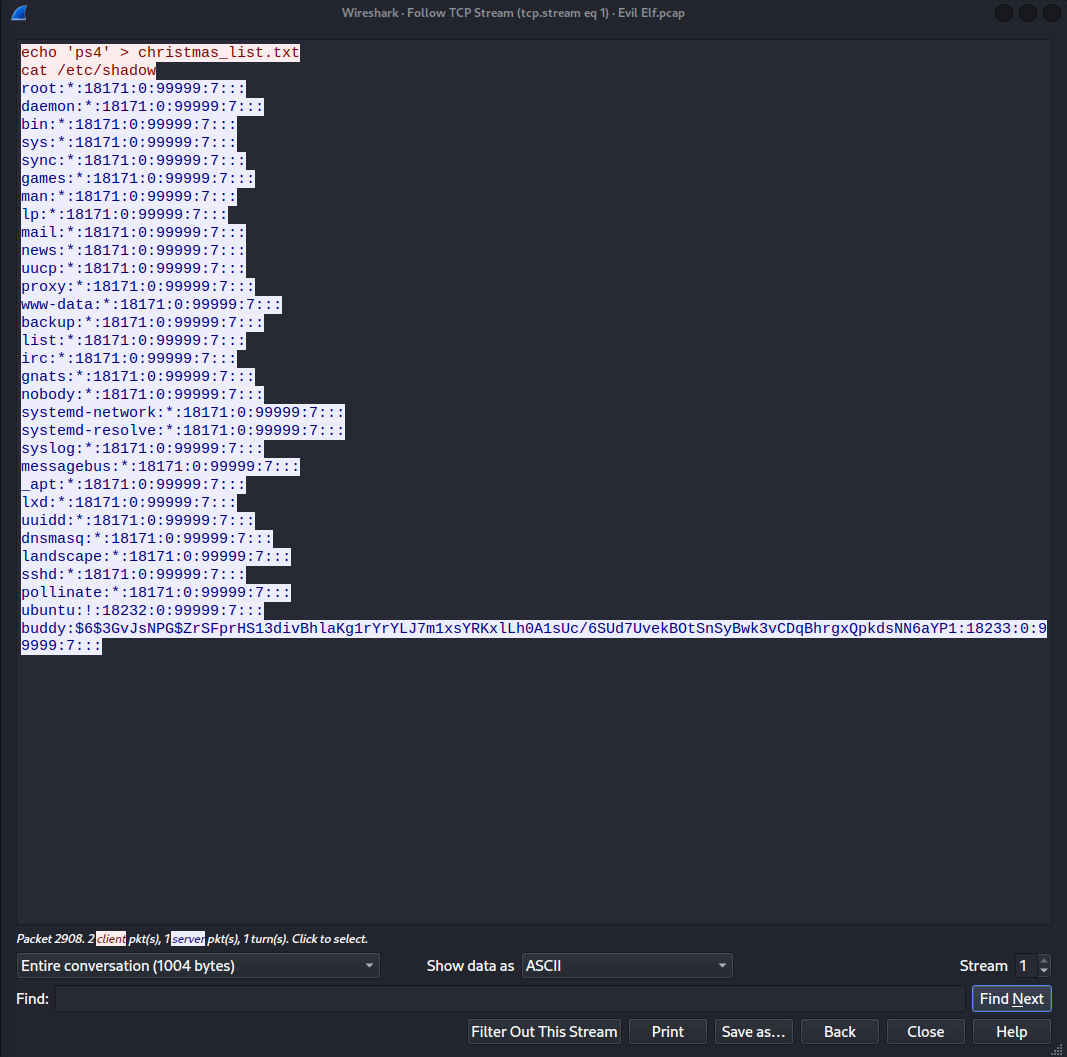 Wireshark · Follow TCP Stream (tcp.stream eq 1) · Evil Elf.pcap
echo 'ps4' > christmas_list.txt
cat /etc/shadow
root:*:18171:0:99999:7:::
daemon:*:18171:0:99999:7:::
bin:*:18171:0:99999:7:::
sys:*:18171:0:99999:7:::
sync:*:18171:0:99999:7:::
games:*:18171:0:99999:7:::
man:*:18171:0:99999:7:::
lp:*:18171:0:99999:7:::
mail:*:18171:0:99999:7:::
news:*:18171:0:99999:7:::
uucp:*:18171:0:99999:7:::
proxy:*:18171:0:99999:7:::
www-data:*:18171:0:99999:7:::
backup:*:18171:0:99999:7:::
list:*:18171:0:99999:7:::
irc:*:18171:0:99999:7:::
gnats:*:18171:0:99999:7:::
nobody:*:18171:0:99999:7:::
systemd-network:*:18171:0:99999:7:::
systemd-resolve:*:18171:0:99999:7:::
syslog:*:18171:0:99999:7:::
messagebus:*:18171:0:99999:7:::
_apt:*:18171:0:99999:7:::
lxd:*:18171:0:99999:7:::
uuidd:*:18171:0:99999:7:::
dnsmasq:*:18171:0:99999:7:::
landscape:*:18171:0:99999:7:::
sshd:*:18171:0:99999:7:::
pollinate:*:18171:0:99999:7:::
ubuntu:!:18232:0:99999:7:::
buddy:$6$3GvJsNPG$ZrSFprHS13divBhlaKg1rYrYLJ7m1xsYRKxlLh0A1sUc/6SUd7UvekBOtSnSyBwk3vCDqBhrgxQpkdsNN6aYP1:18233:0:9
9999:7:::
Packet 2908. 2 client pkt(s), 1 server pkt(s), 1 turn(s). Click to select.
Entire conversation (1004 bytes) Show data as ASCII Stream 1
Find: Find Next
Filter Out This Stream Print Save as… Back Close Help